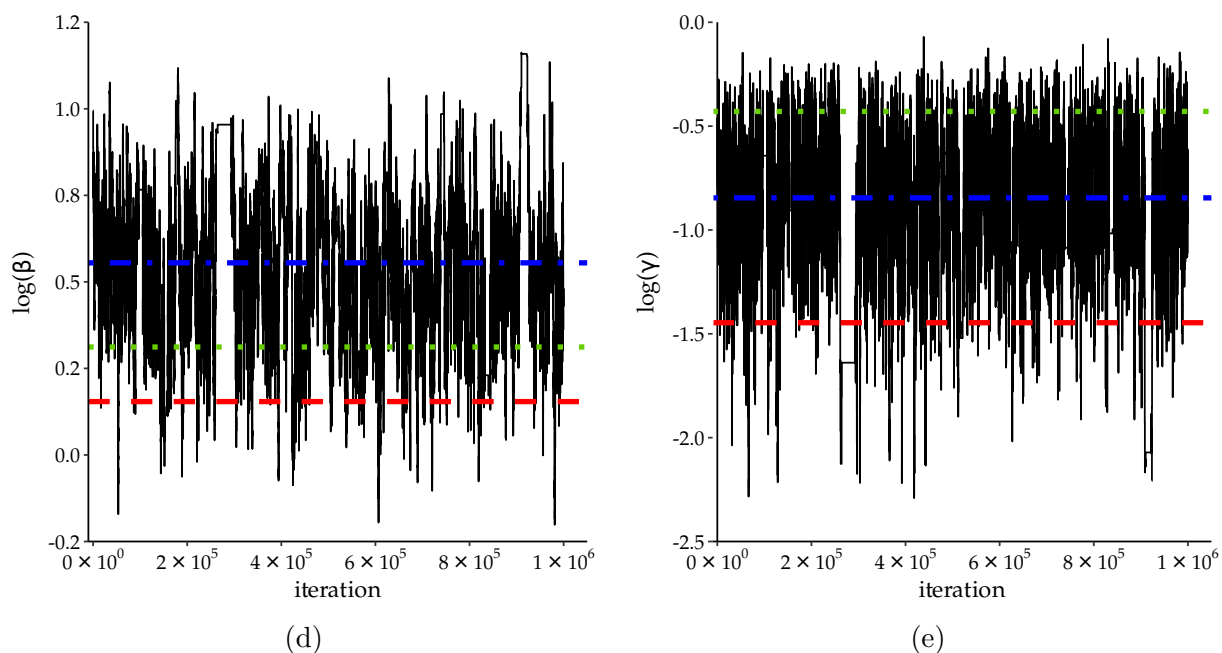 1.2
1.0
0.8
0.5
0.2
0.0
-0.2
log(β)
0 × 10⁰ 2 × 10⁵ 4 × 10⁵ 6 × 10⁵ 8 × 10⁵ 1 × 10⁶
iteration
(d)
0.0
-0.5
-1.0
-1.5
-2.0
-2.5
log(γ)
0 × 10⁰ 2 × 10⁵ 4 × 10⁵ 6 × 10⁵ 8 × 10⁵ 1 × 10⁶
iteration
(e)